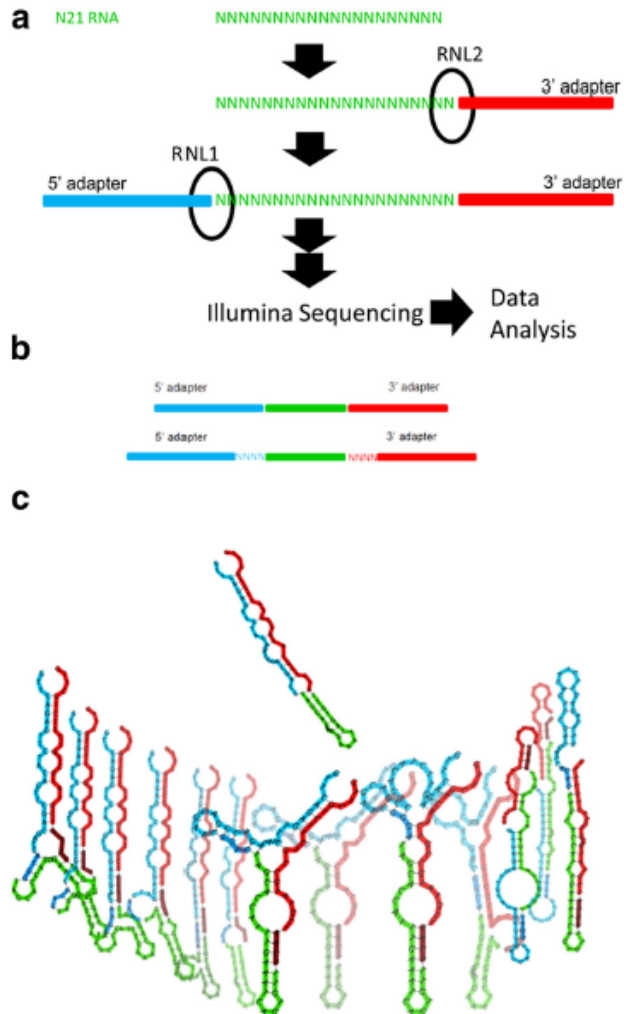 a
N21 RNA NNNNNNNNNNNNNNNNNNNN
RNL2
NNNNNNNNNNNNNNNNNNNNN 3' adapter
RNL1
5' adapter NNNNNNNNNNNNNNNNNNNNN 3' adapter
Illumina Sequencing Data
Analysis
b
5' adapter 3' adapter
5' adapter 3' adapter
NNNN NNNN
c